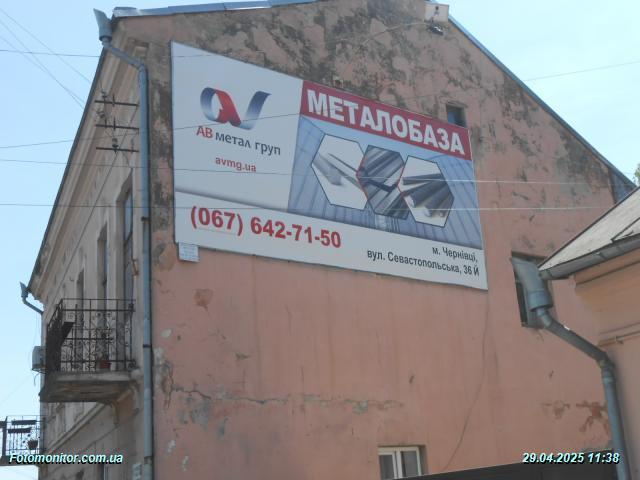 МЕТАЛОБАЗА
АВ метал груп
avmg.ua
(067) 642-71-50
м. Чернівці,
вул. Севастопольська, 36 Й
Fotomonitor.com.ua
29.04.2025 11:38